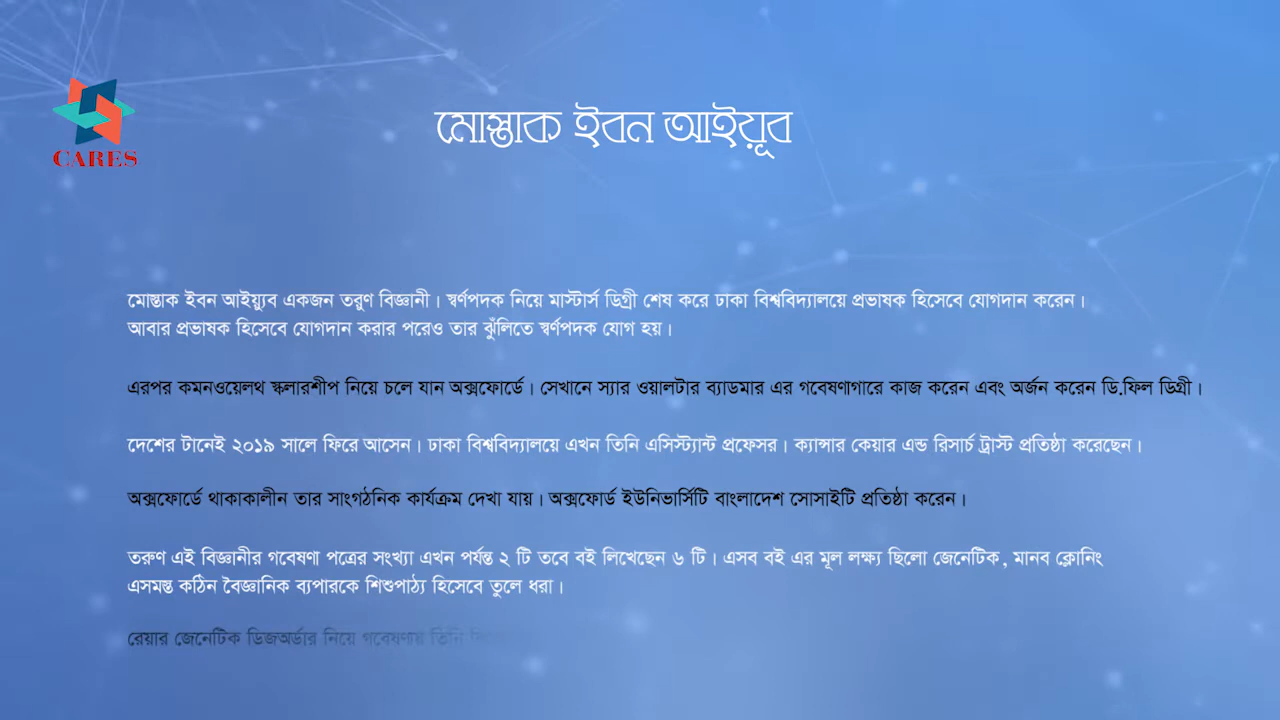 CARES
মোস্তাক ইবন আইয়ূব
মোস্তাক ইবন আইয়্যুব একজন তরুণ বিজ্ঞানী। স্বর্ণপদক নিয়ে মাস্টার্স ডিগ্রী শেষ করে ঢাকা বিশ্ববিদ্যালয়ে প্রভাষক হিসেবে যোগদান করেন।
আবার প্রভাষক হিসেবে যোগদান করার পরেও তার ঝুঁলিতে স্বর্ণপদক যোগ হয়।
এরপর কমনওয়েলথ স্কলারশীপ নিয়ে চলে যান অক্সফোর্ডে। সেখানে স্যার ওয়ালটার ব্যাডমার এর গবেষণাগারে কাজ করেন এবং অর্জন করেন ডি.ফিল ডিগ্রী।
দেশের টানেই ২০১৯ সালে ফিরে আসেন। ঢাকা বিশ্ববিদ্যালয়ে এখন তিনি এসিস্ট্যান্ট প্রফেসর। ক্যান্সার কেয়ার এন্ড রিসার্চ ট্রাস্ট প্রতিষ্ঠা করেছেন।
অক্সফোর্ডে থাকাকালীন তার সাংগঠনিক কার্যক্রম দেখা যায়। অক্সফোর্ড ইউনিভার্সিটি বাংলাদেশ সোসাইটি প্রতিষ্ঠা করেন।
তরুণ এই বিজ্ঞানীর গবেষণা পত্রের সংখ্যা এখন পর্যন্ত ২ টি তবে বই লিখেছেন ৬ টি। এসব বই এর মূল লক্ষ্য ছিলো জেনেটিক, মানব ক্লোনিং
এসমস্ত কঠিন বৈজ্ঞানিক ব্যপারকে শিশুপাঠ্য হিসেবে তুলে ধরা।
রেয়ার জেনেটিক ডিজঅর্ডার নিয়ে গবেষণায় তিনি